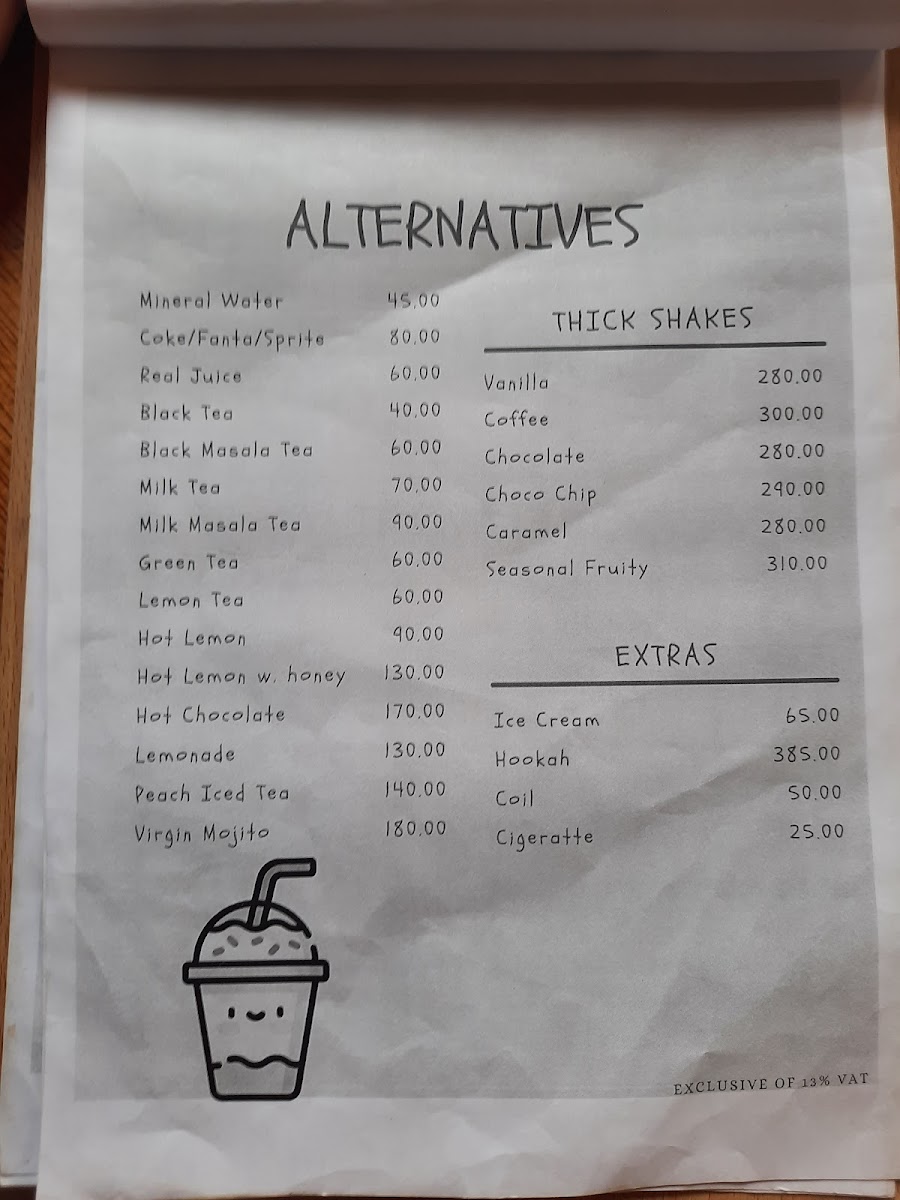 ALTERNATIVES
Mineral Water 45.00
Coke/Fanta/Sprite 80.00
Real Juice 60.00
Black Tea 40.00
Black Masala Tea 60.00
Milk Tea 70.00
Milk Masala Tea 90.00
Green Tea 60.00
Lemon Tea 60.00
Hot Lemon 90.00
Hot Lemon w. honey 130.00
Hot Chocolate 170.00
Lemonade 130.00
Peach Iced Tea 140.00
Virgin Mojito 180.00
THICK SHAKES
Vanilla 280.00
Coffee 300.00
Chocolate 280.00
Choco Chip 290.00
Caramel 280.00
Seasonal Fruity 310.00
EXTRAS
Ice Cream 65.00
Hookah 385.00
Coil 50.00
Cigeratte 25.00
EXCLUSIVE OF 13% VAT